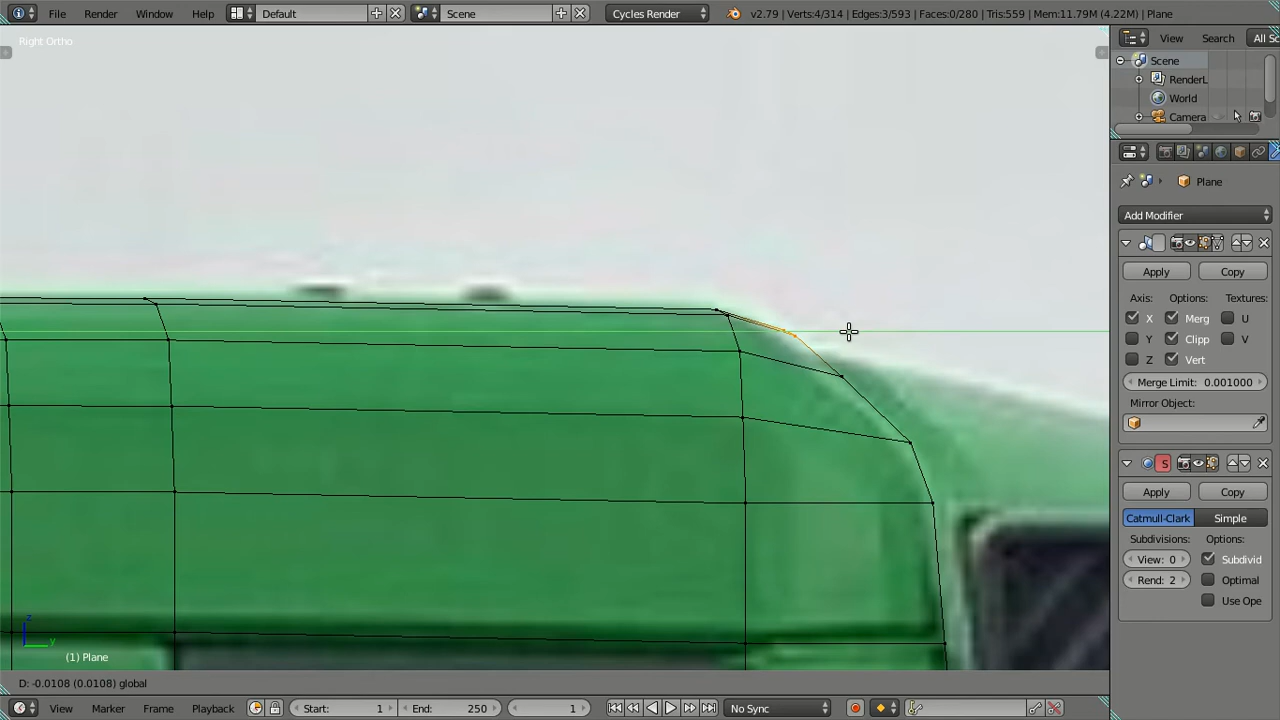 File Render Window Help Default Scene Cycles Render v2.79 | Verts:4/314 | Edges:3/593 | Faces:0/280 | Tris:559 | Mem:11.79M (4.22M) | Plane
Right Ortho
View Search All Sc
Scene
RenderL
World
Camera
Plane
Add Modifier
Apply Copy
Axis: Options: Textures:
X Merg U
Y Clipp V
Z Vert
Merge Limit: 0.001000
Mirror Object:
S
Apply Copy
Catmull-Clark Simple
Subdivisions: Options:
View: 0 Subdivid
Rend: 2 Optimal
Use Ope
z
y
(1) Plane
D: -0.0108 (0.0108) global
View Marker Frame Playback Start: 1 End: 250 1 No Sync